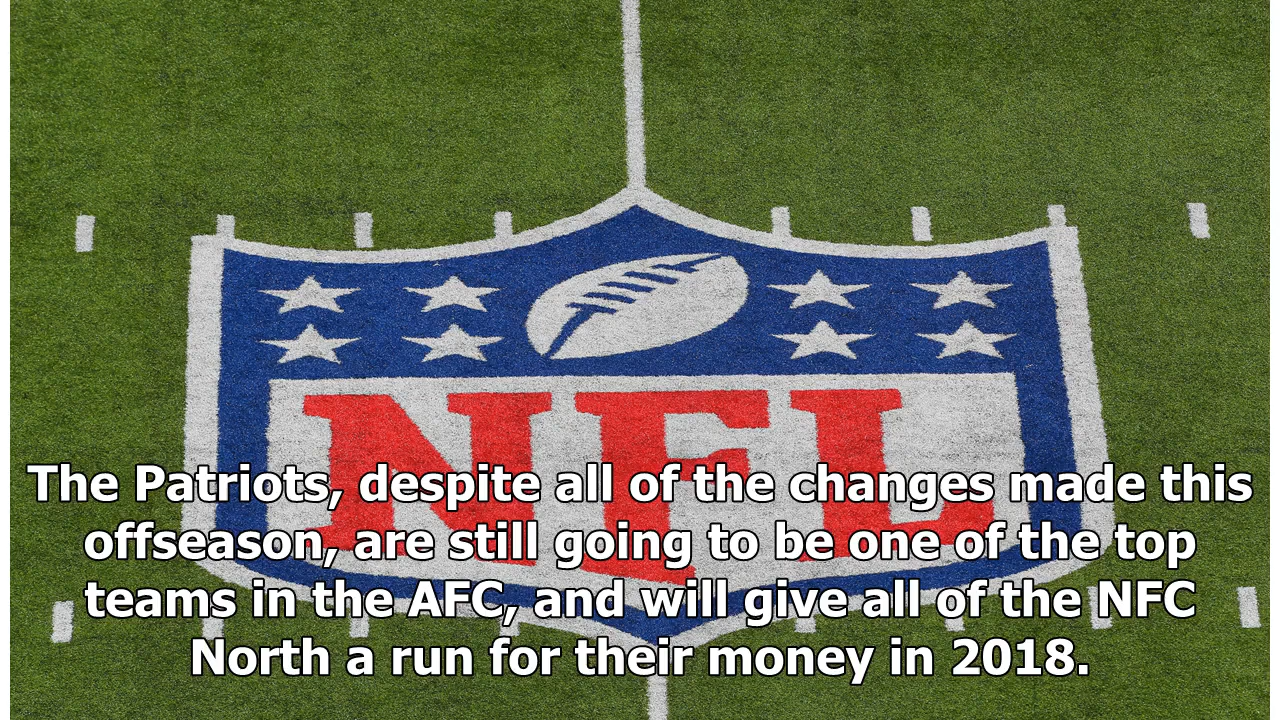 NFL
The Patriots, despite all of the changes made this
offseason, are still going to be one of the top
teams in the AFC, and will give all of the NFC
North a run for their money in 2018.